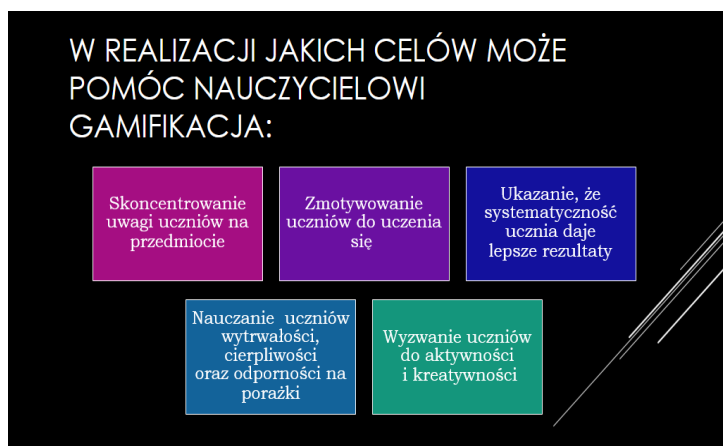 W REALIZACJI JAKICH CELÓW MOŻE
POMÓC NAUCZYCIELOWI
GAMIFIKACJA:
Skoncentrowanie
uwagi uczniów na
przedmiocie
Zmotywowanie
uczniów do uczenia
się
Ukazanie, że
systematyczność
ucznia daje
lepsze rezultaty
Nauczanie uczniów
wytrwałości,
cierpliwości
oraz odporności na
porażki
Wyzwanie uczniów
do aktywności
i kreatywności